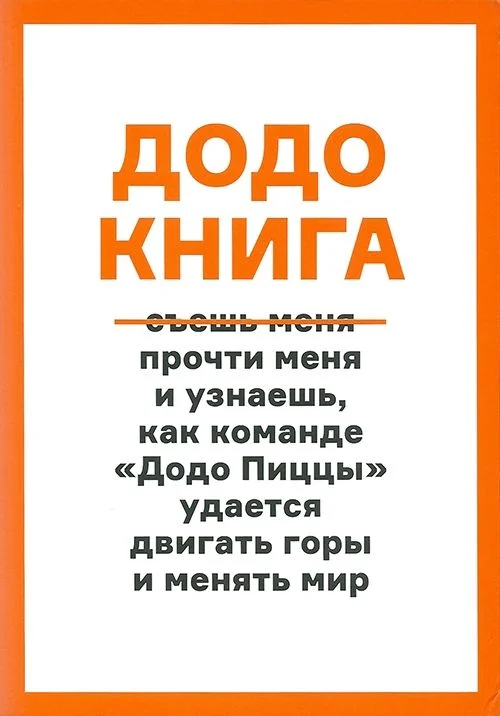 ДОДО
КНИГА
съешь меня
прочти меня
и узнаешь,
как команде
«Додо Пиццы»
удается
двигать горы
и менять мир